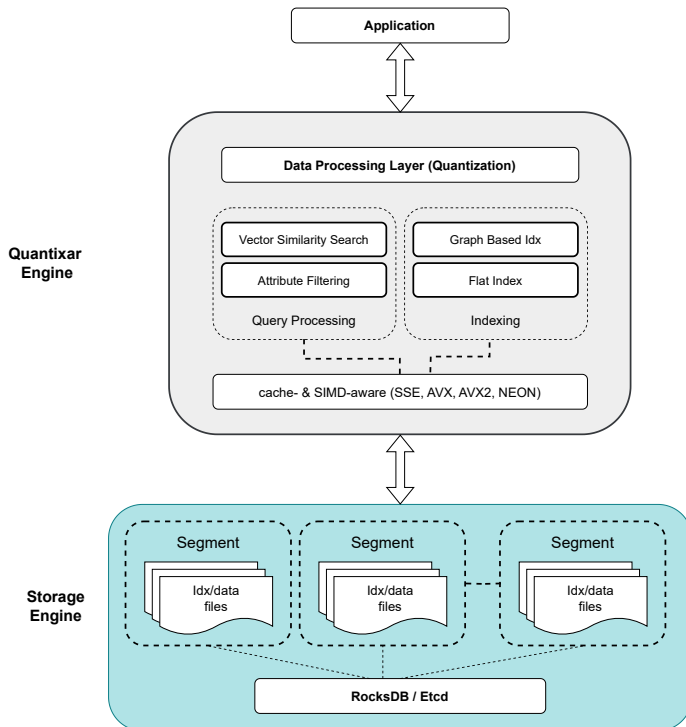 Application
Data Processing Layer (Quantization)
Vector Similarity Search
Graph Based Idx
Attribute Filtering
Flat Index
Query Processing
Indexing
Quantixar
Engine
cache- & SIMD-aware (SSE, AVX, AVX2, NEON)
Segment
Segment
Segment
Idx/data
files
Idx/data
files
Idx/data
files
Storage
Engine
RocksDB / Etcd